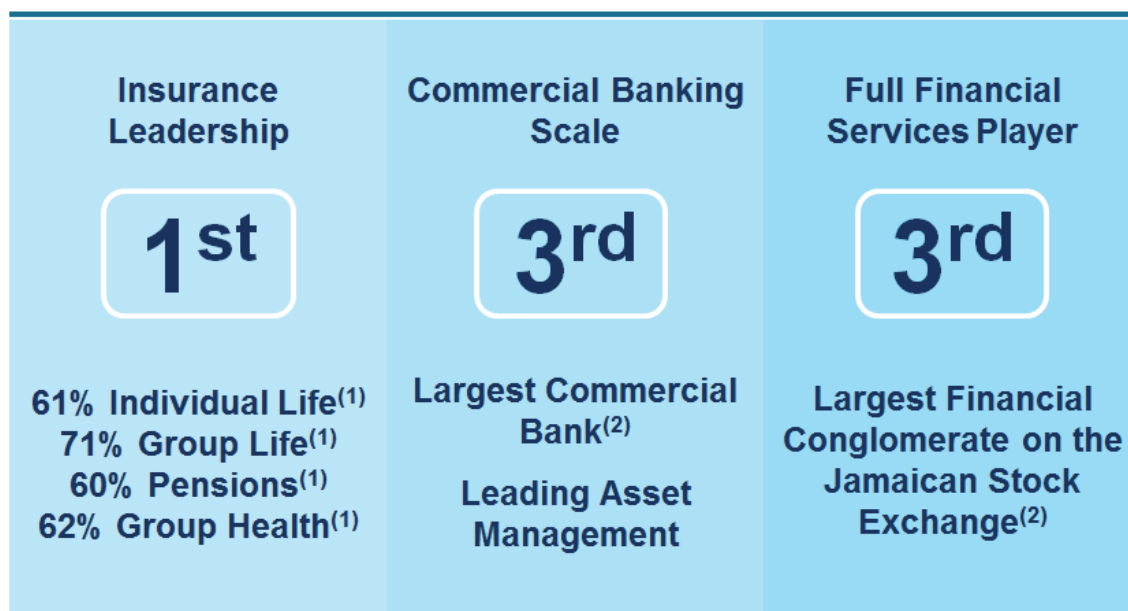 Insurance
Leadership
1st
61% Individual Life(1)
71% Group Life(1)
60% Pensions(1)
62% Group Health(1)
Commercial Banking
Scale
3rd
Largest Commercial
Bank(2)
Leading Asset
Management
Full Financial
Services Player
3rd
Largest Financial
Conglomerate on the
Jamaican Stock
Exchange(2)